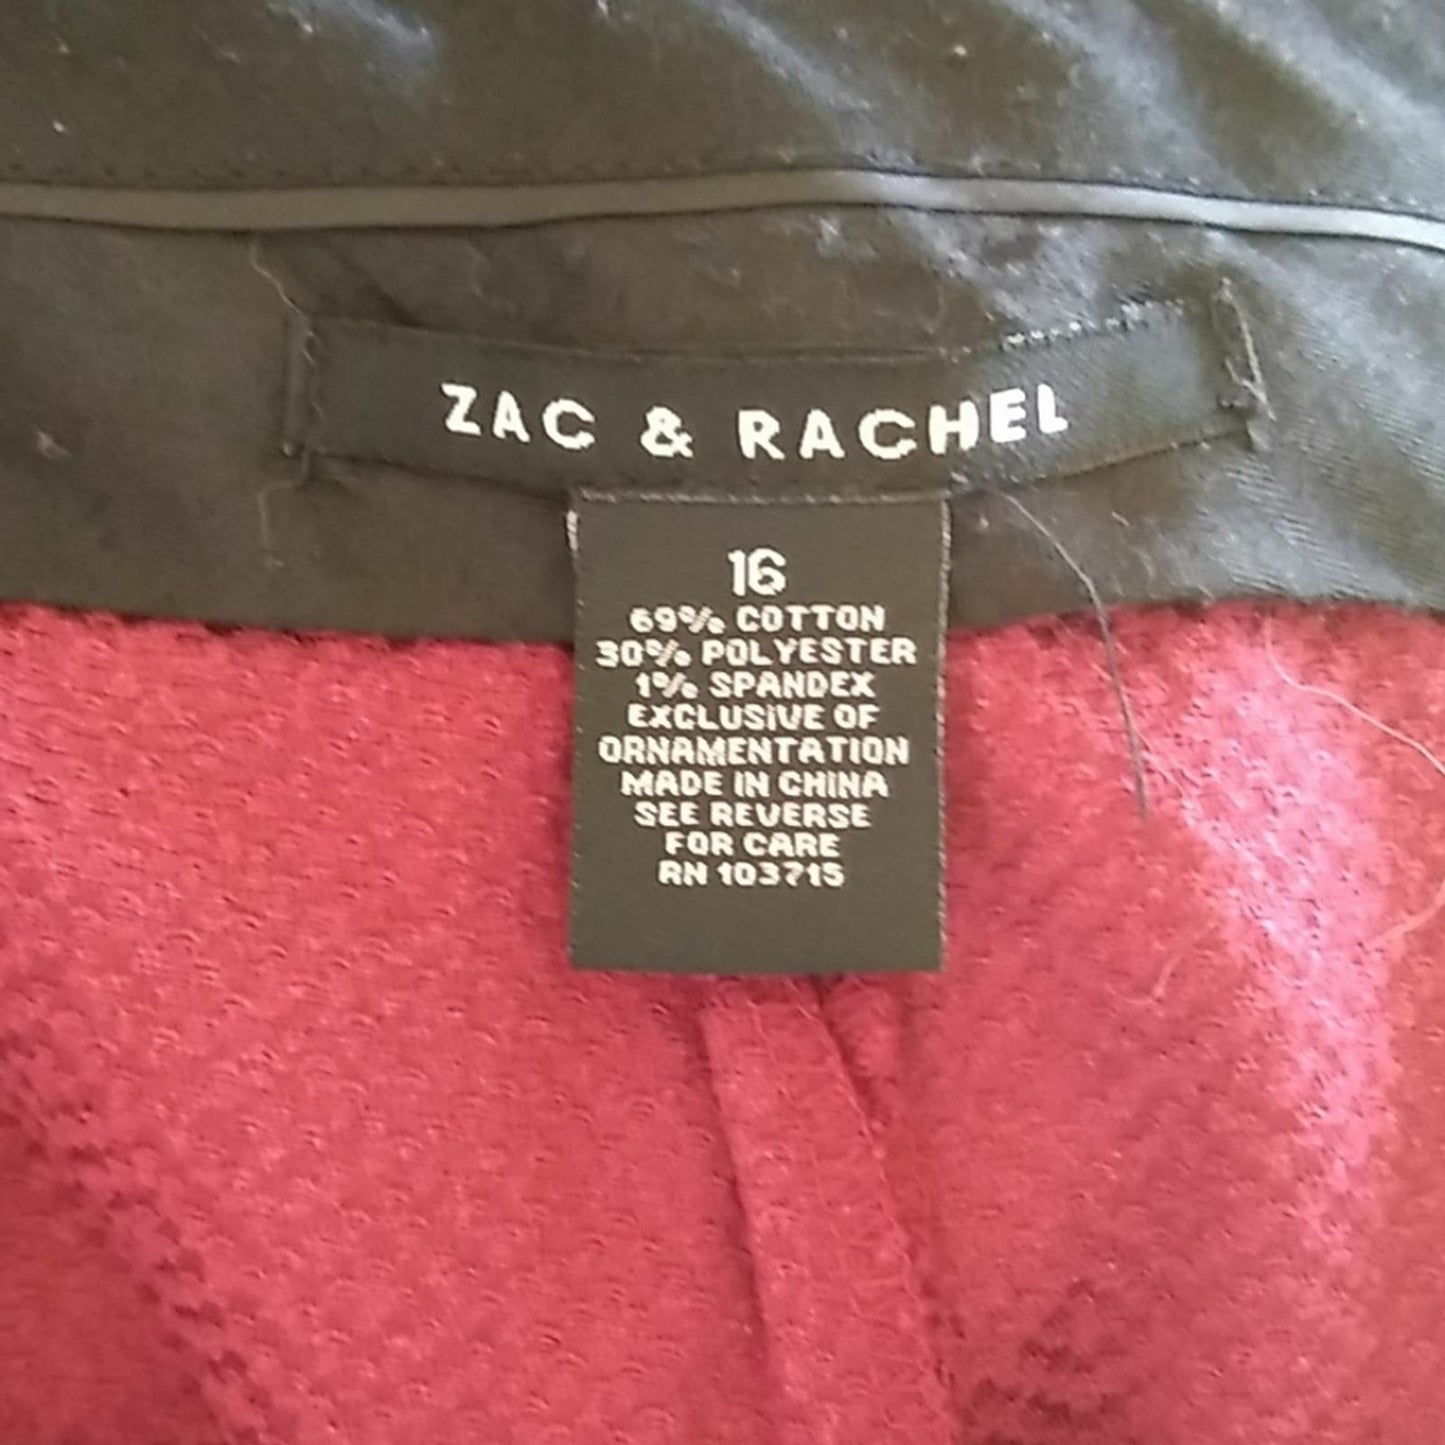 ZAC & RACHEL
16
69% COTTON
30% POLYESTER
1% SPANDEX
EXCLUSIVE OF
ORNAMENTATION
MADE IN CHINA
SEE REVERSE
FOR CARE
RN 103715